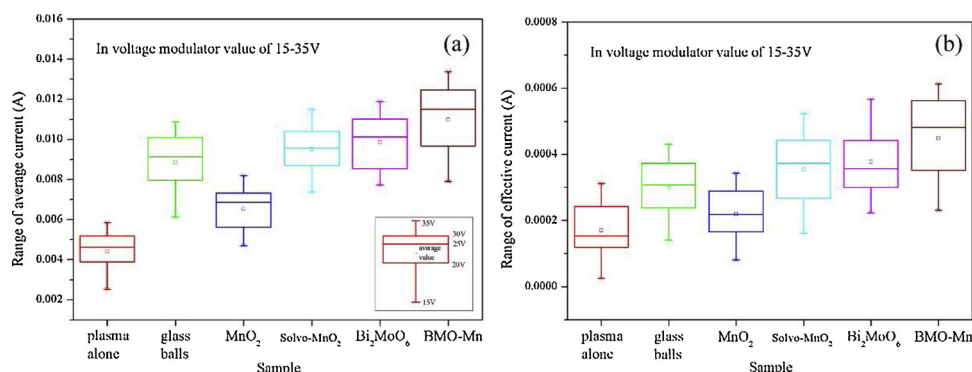 (a)
In voltage modulator value of 15-35V
Range of average current (A)
0.016
0.014
0.012
0.010
0.008
0.006
0.004
0.002
35V
30V
25V
average
value
20V
15V
plasma
alone
glass
balls
MnO₂
Solvo-MnO₂
Bi₂MoO₆
BMO-Mn
Sample
(b)
In voltage modulator value of 15-35V
Range of effective current (A)
0.0008
0.0006
0.0004
0.0002
0.0000
plasma
alone
glass
balls
MnO₂
Solvo-MnO₂
Bi₂MoO₆
BMO-Mn
Sample